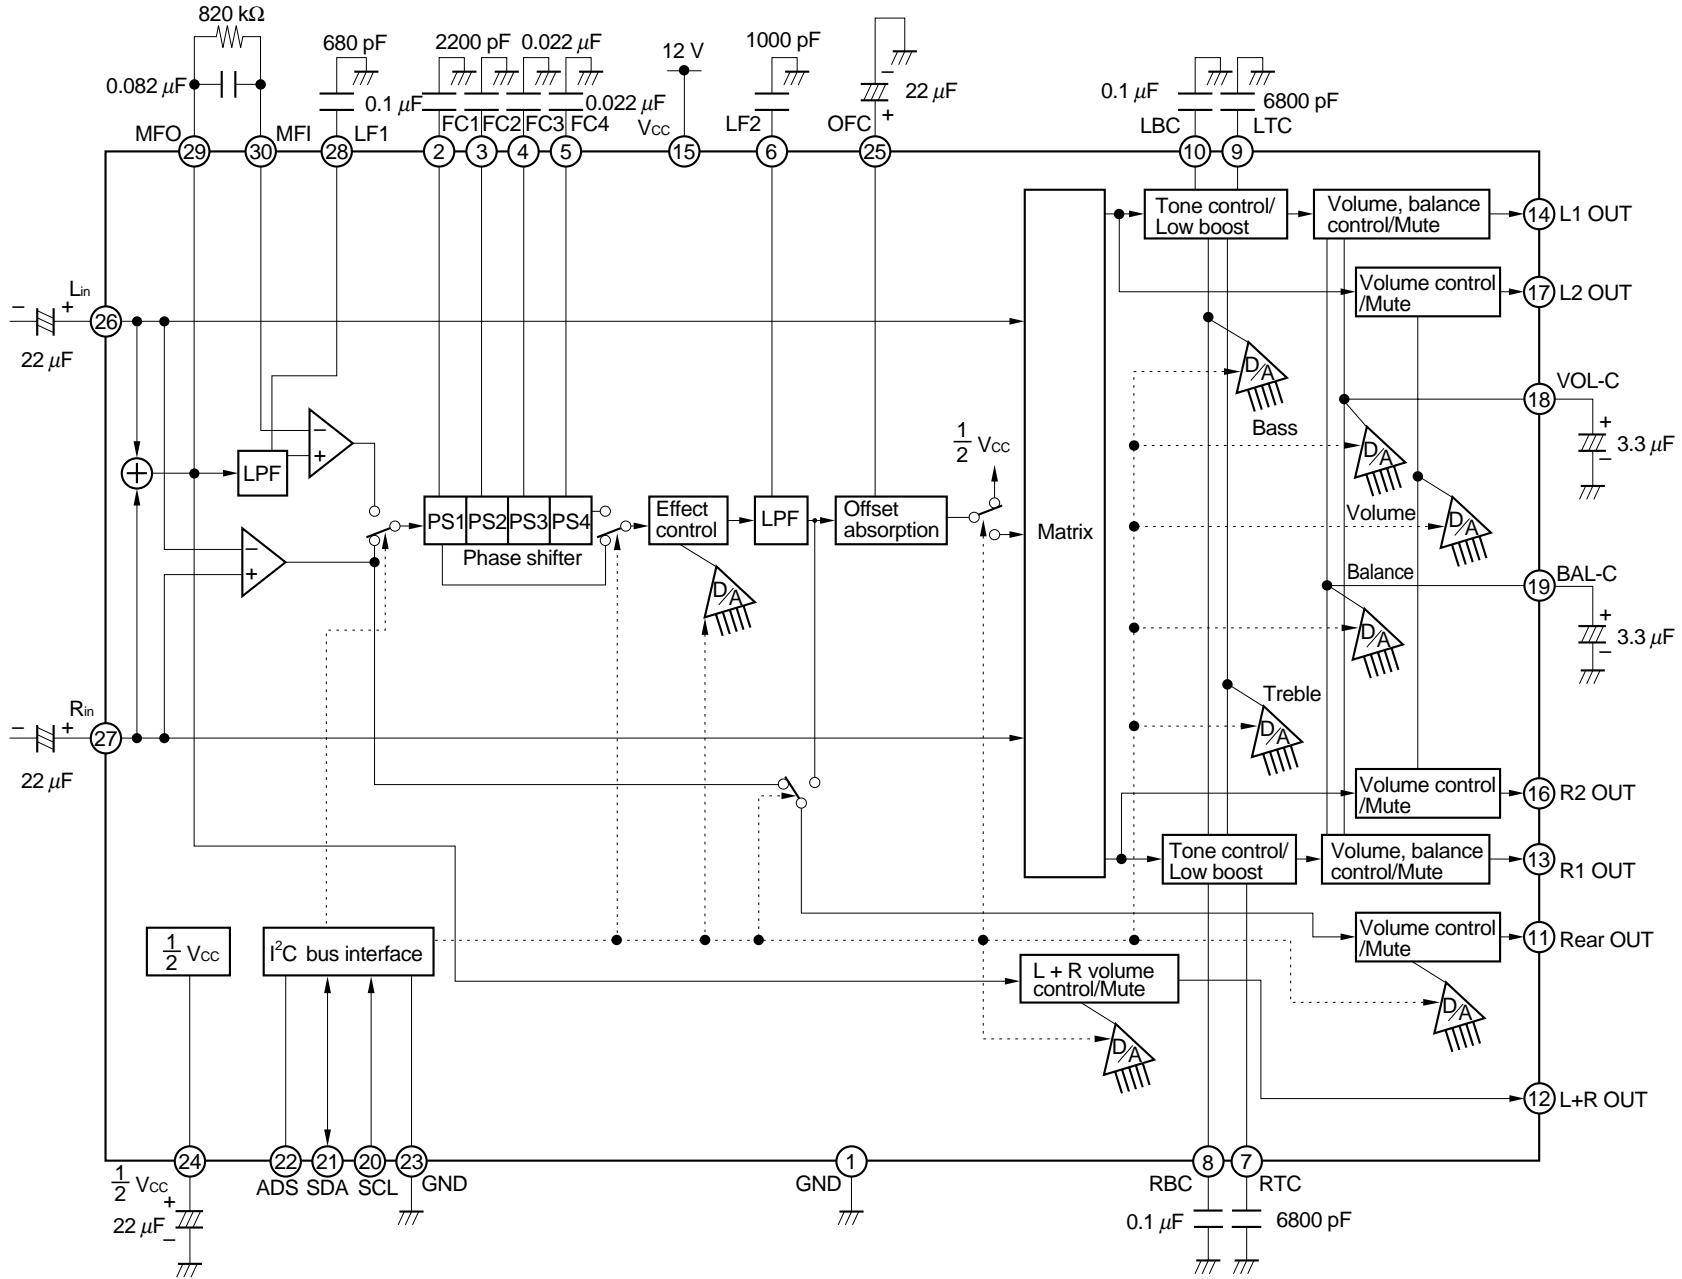 820 kΩ
0.082 μF
680 pF
0.1 μF
2200 pF
0.022 μF
0.022 μF
12 V
1000 pF
22 μF
−
+
0.1 μF
6800 pF
MFO
MFI
LF1
FC1
FC2
FC3
FC4
Vcc
LF2
OFC
LBC
LTC
29
30
28
2
3
4
5
15
6
25
10
9
Tone control/
Low boost
Volume, balance
control/Mute
14
L1 OUT
Volume control
/Mute
17
L2 OUT
− +
Lin
26
22 μF
D/A
Bass
VOL-C
18
+
−
3.3 μF
D/A
Volume
D/A
−
+
LPF
+
1/2 Vcc
PS1
PS2
PS3
PS4
Phase shifter
Effect
control
LPF
Offset
absorption
Matrix
−
+
D/A
Balance
BAL-C
19
+
−
3.3 μF
D/A
Treble
D/A
− +
Rin
27
22 μF
Volume control
/Mute
16
R2 OUT
Tone control/
Low boost
Volume, balance
control/Mute
13
R1 OUT
1/2 Vcc
I²C bus interface
Volume control
/Mute
11
Rear OUT
L + R volume
control/Mute
D/A
D/A
12
L+R OUT
24
22
21
20
23
1
8
7
1/2 Vcc
ADS
SDA
SCL
GND
GND
RBC
RTC
+
−
22 μF
0.1 μF
6800 pF